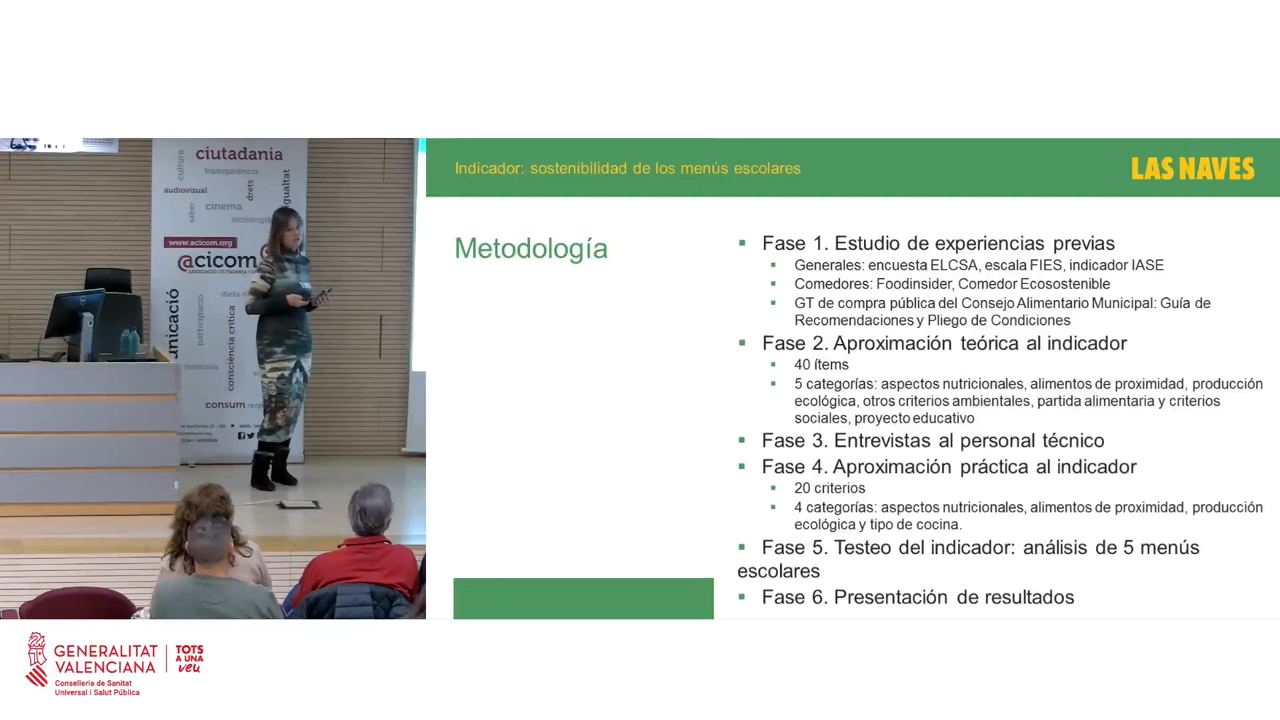 ciutadania
cultura
transparència
drets
igualtat
audiovisual
saber
cinema
tecnologia
www.acicom.org
@acicom
participació
consciència crítica
memòria
consum
Indicador: sostenibilidad de los menús escolares
LAS NAVES
Metodología
▪ Fase 1. Estudio de experiencias previas
▪ Generales: encuesta ELCSA, escala FIES, indicador IASE
▪ Comedores: Foodinsider, Comedor Ecosostenible
▪ GT de compra pública del Consejo Alimentario Municipal: Guía de
Recomendaciones y Pliego de Condiciones
▪ Fase 2. Aproximación teórica al indicador
▪ 40 ítems
▪ 5 categorías: aspectos nutricionales, alimentos de proximidad, producción
ecológica, otros criterios ambientales, partida alimentaria y criterios
sociales, proyecto educativo
▪ Fase 3. Entrevistas al personal técnico
▪ Fase 4. Aproximación práctica al indicador
▪ 20 criterios
▪ 4 categorías: aspectos nutricionales, alimentos de proximidad, producción
ecológica y tipo de cocina.
▪ Fase 5. Testeo del indicador: análisis de 5 menús
escolares
▪ Fase 6. Presentación de resultados
GENERALITAT
VALENCIANA
Conselleria de Sanitat
Universal i Salut Pública
TOTS
A UNA
veu